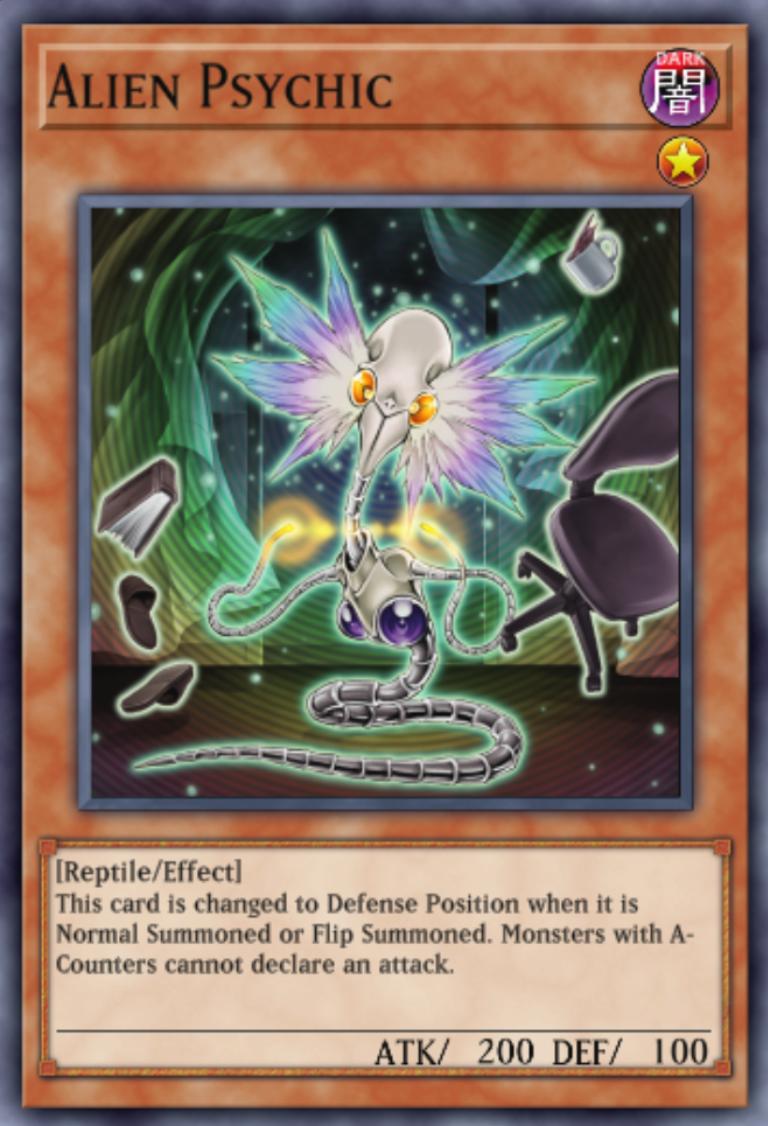 Alien Psychic
DARK
闇
[Reptile/Effect]
This card is changed to Defense Position when it is
Normal Summoned or Flip Summoned. Monsters with A-
Counters cannot declare an attack.
ATK/ 200 DEF/ 100